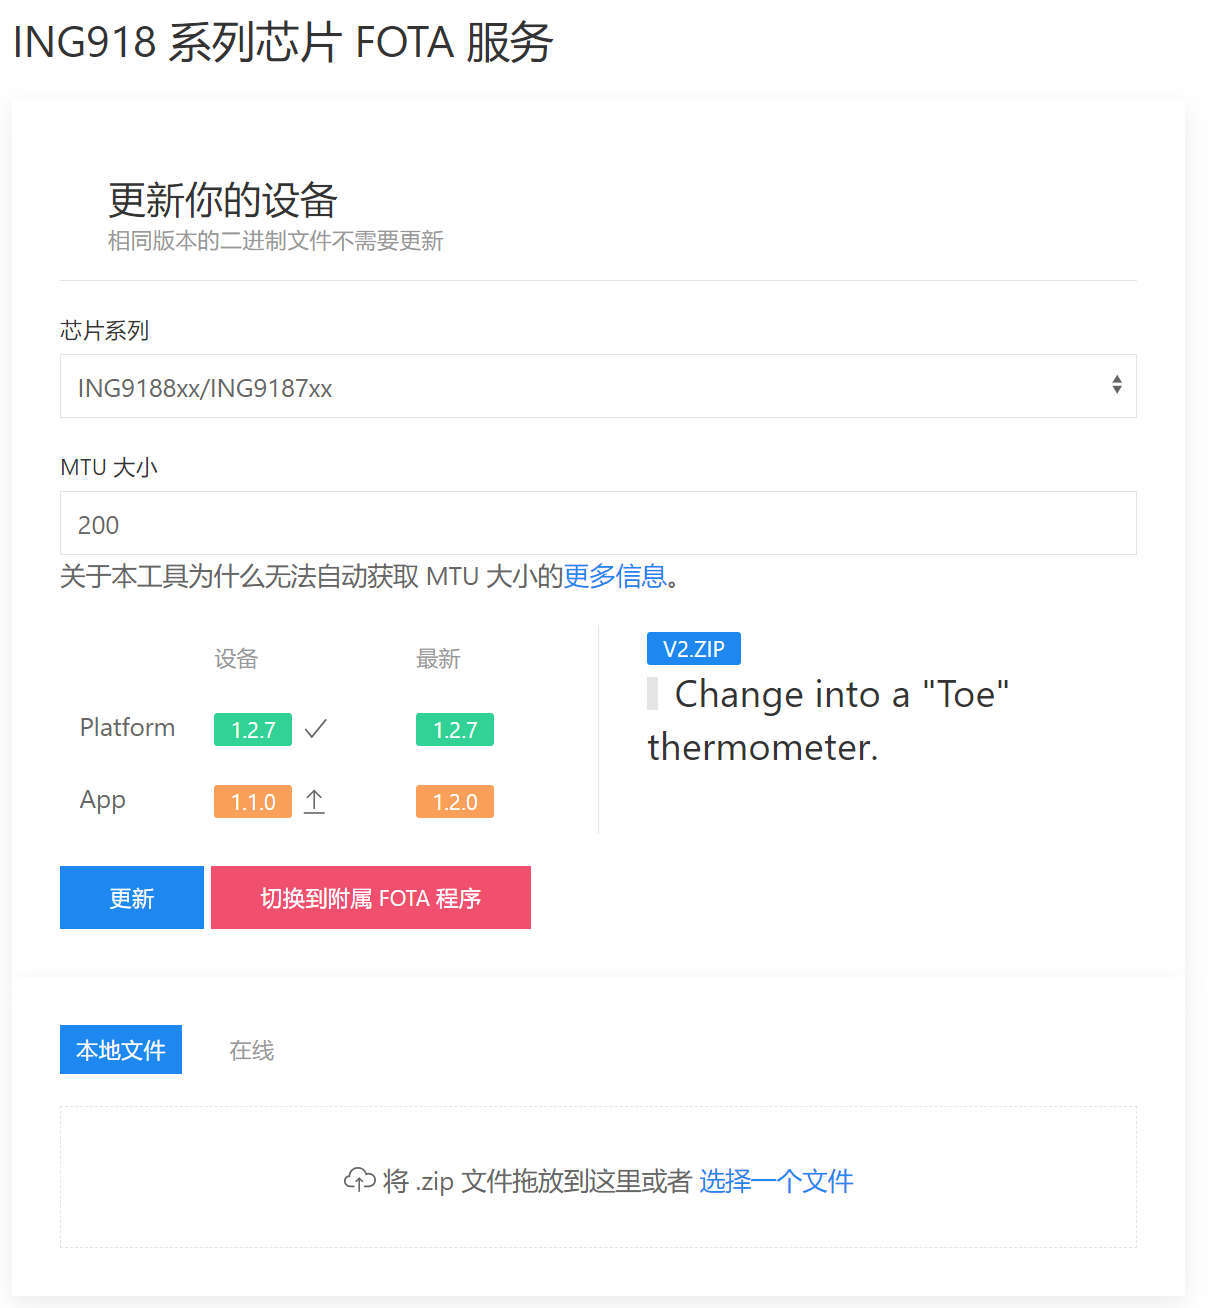 ING918 系列芯片 FOTA 服务
更新你的设备
相同版本的二进制文件不需要更新
芯片系列
ING9188xx/ING9187xx
MTU 大小
200
关于本工具为什么无法自动获取 MTU 大小的更多信息。
设备 最新
Platform 1.2.7 1.2.7
App 1.1.0 1.2.0
V2.ZIP
Change into a "Toe"
thermometer.
更新 切换到附属 FOTA 程序
本地文件 在线
将 .zip 文件拖放到这里或者 选择一个文件